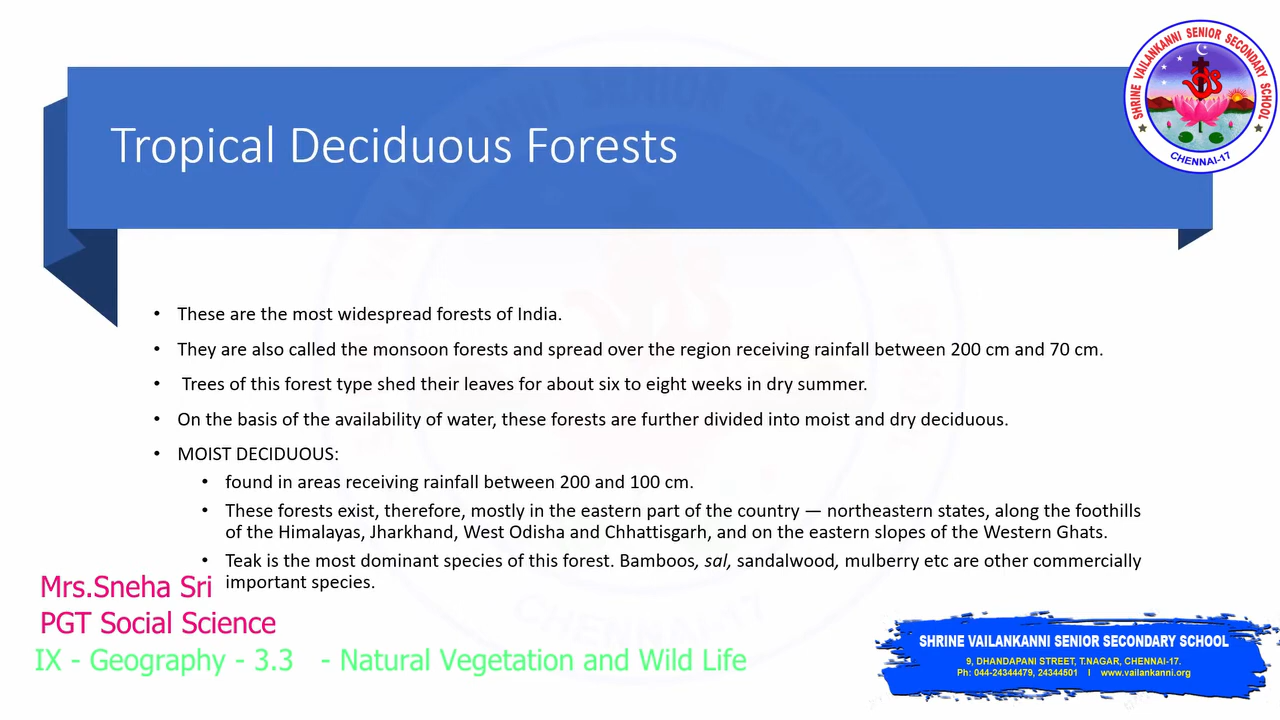 SHRINE VAILANKANNI SENIOR SECONDARY SCHOOL
CHENNAI-17
Tropical Deciduous Forests
• These are the most widespread forests of India.
• They are also called the monsoon forests and spread over the region receiving rainfall between 200 cm and 70 cm.
• Trees of this forest type shed their leaves for about six to eight weeks in dry summer.
• On the basis of the availability of water, these forests are further divided into moist and dry deciduous.
• MOIST DECIDUOUS:
• found in areas receiving rainfall between 200 and 100 cm.
• These forests exist, therefore, mostly in the eastern part of the country — northeastern states, along the foothills
of the Himalayas, Jharkhand, West Odisha and Chhattisgarh, and on the eastern slopes of the Western Ghats.
• Teak is the most dominant species of this forest. Bamboos, sal, sandalwood, mulberry etc are other commercially
important species.
Mrs.Sneha Sri
PGT Social Science
IX - Geography - 3.3 - Natural Vegetation and Wild Life
SHRINE VAILANKANNI SENIOR SECONDARY SCHOOL
9, DHANDAPANI STREET, T.NAGAR, CHENNAI-17.
Ph: 044-24344479, 24344501 I www.vailankanni.org